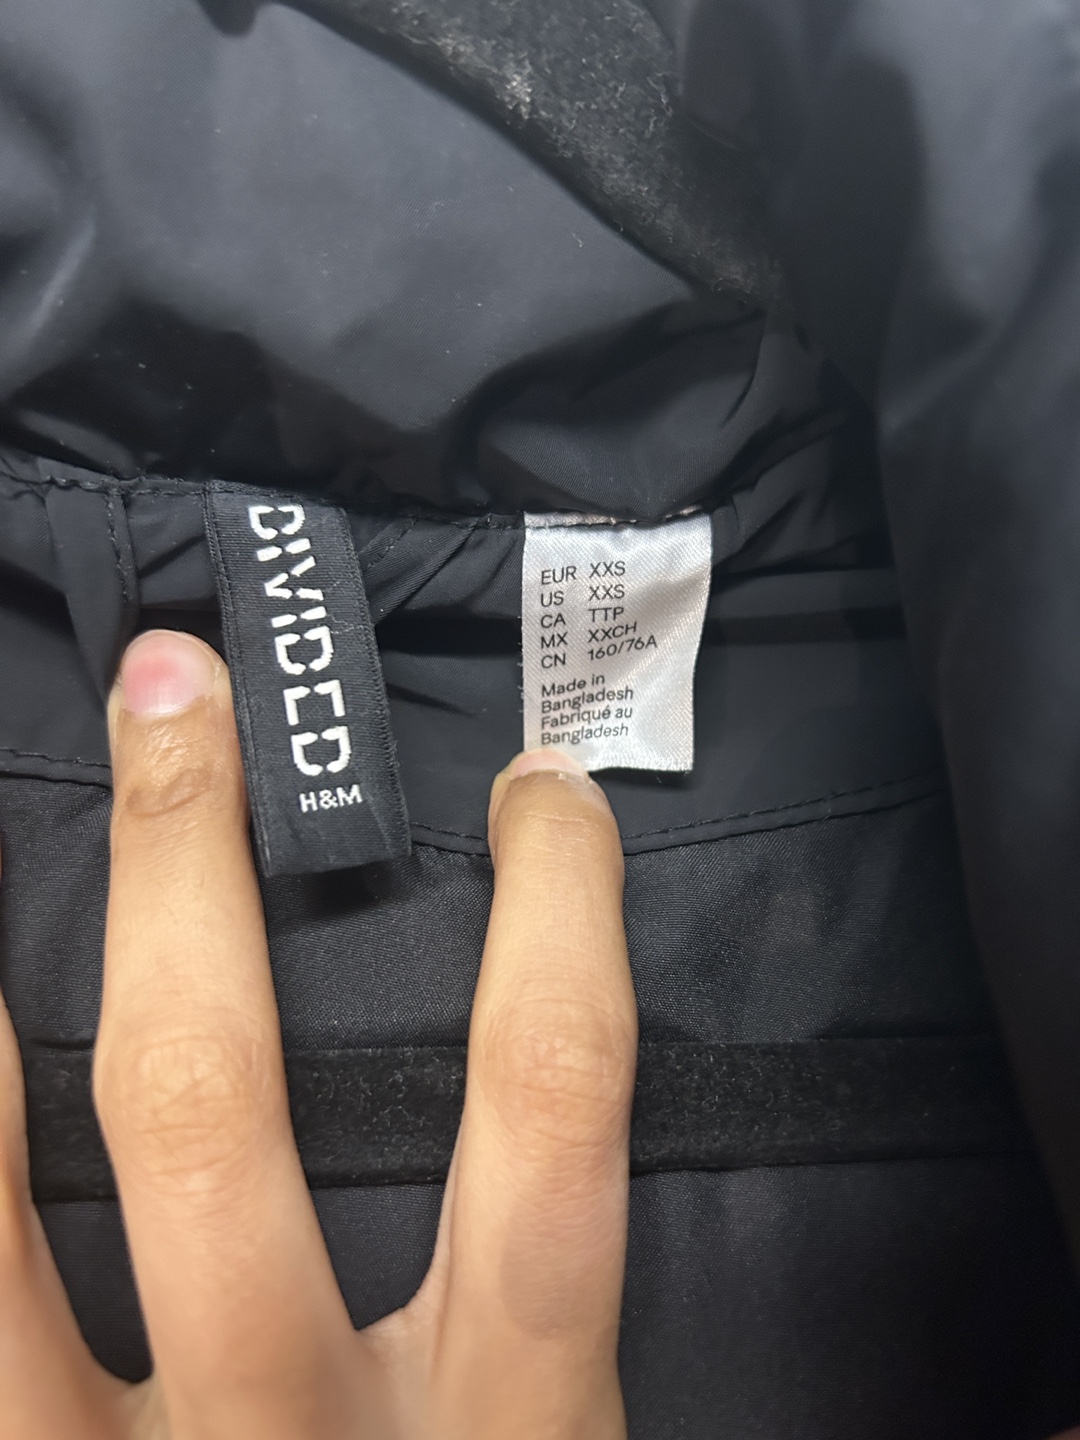 DIVIDED
H&M
EUR XXS
US XXS
CA TTP
MX XXCH
CN 160/76A
Made in
Bangladesh
Fabriqué au
Bangladesh